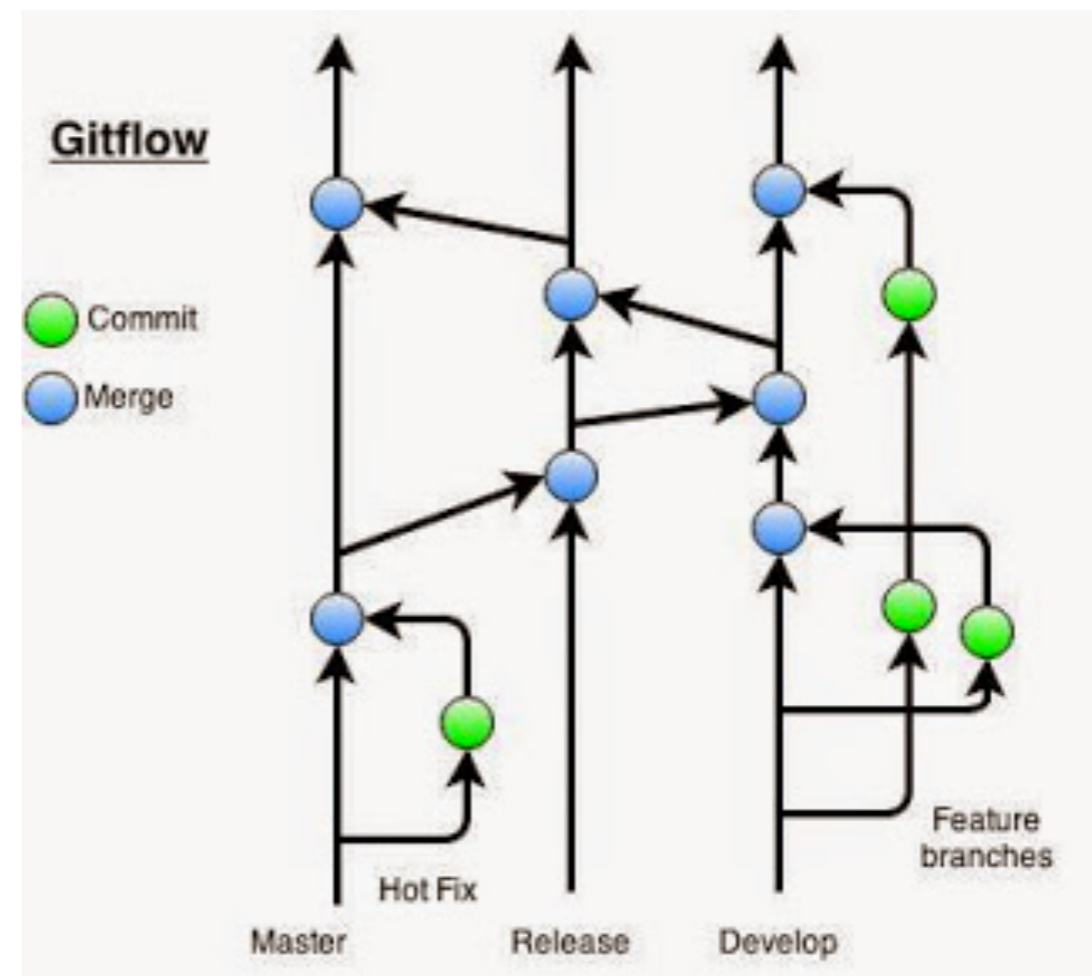 Gitflow
Commit
Merge
Feature
branches
Hot Fix
Master
Release
Develop